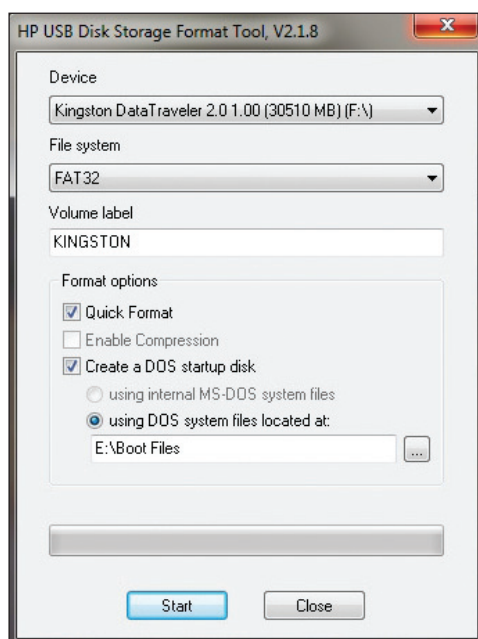 HP USB Disk Storage Format Tool, V2.1.8
Device
Kingston DataTraveler 2.0 1.00 (30510 MB) (F:\)
File system
FAT32
Volume label
KINGSTON
Format options
Quick Format
Enable Compression
Create a DOS startup disk
using internal MS-DOS system files
using DOS system files located at:
E:\Boot Files
...
Start Close